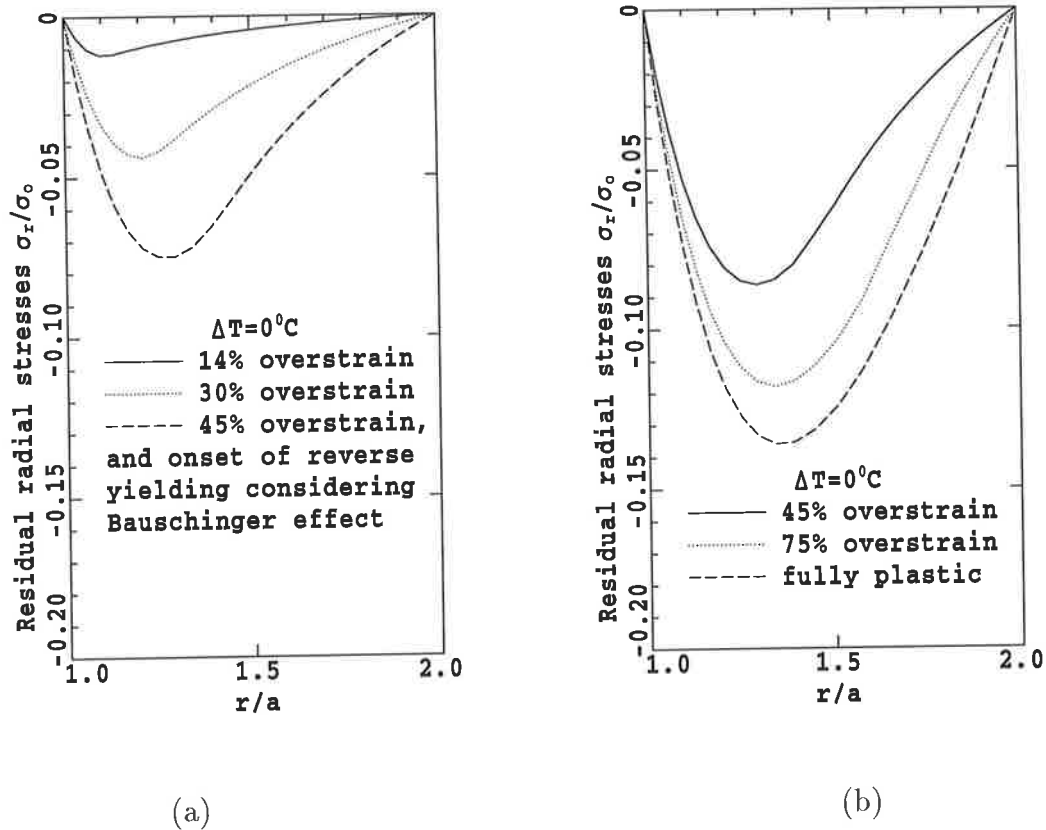 Residual radial stresses σr/σo
0
-0.05
-0.10
-0.15
-0.20
ΔT=0⁰C
14% overstrain
30% overstrain
45% overstrain,
and onset of reverse
yielding considering
Bauschinger effect
1.0
1.5
2.0
r/a
(a)
Residual radial stresses σr/σo
0
-0.05
-0.10
-0.15
-0.20
ΔT=0⁰C
45% overstrain
75% overstrain
fully plastic
1.0
1.5
2.0
r/a
(b)